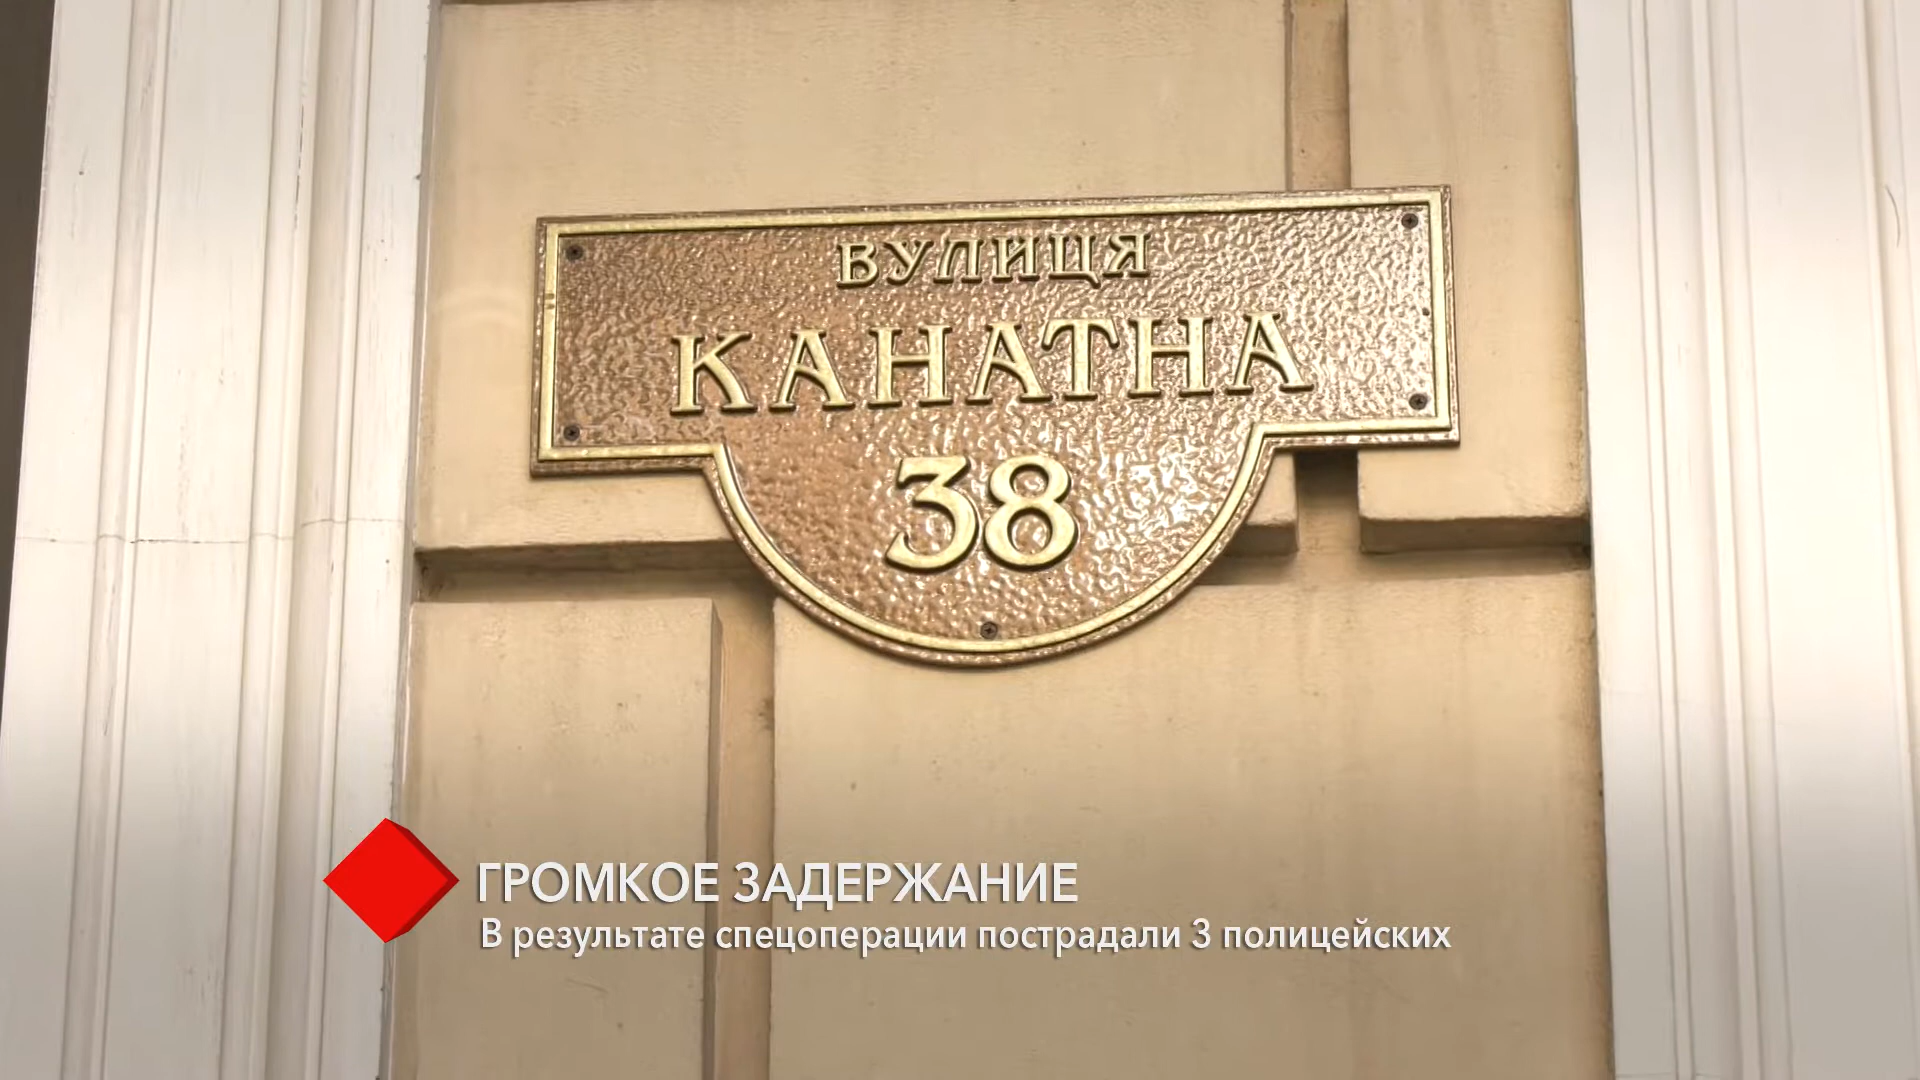 ВУЛИЦЯ
КАНАТНА
38
ГРОМКОЕ ЗАДЕРЖАНИЕ
В результате спецоперации пострадали 3 полицейских